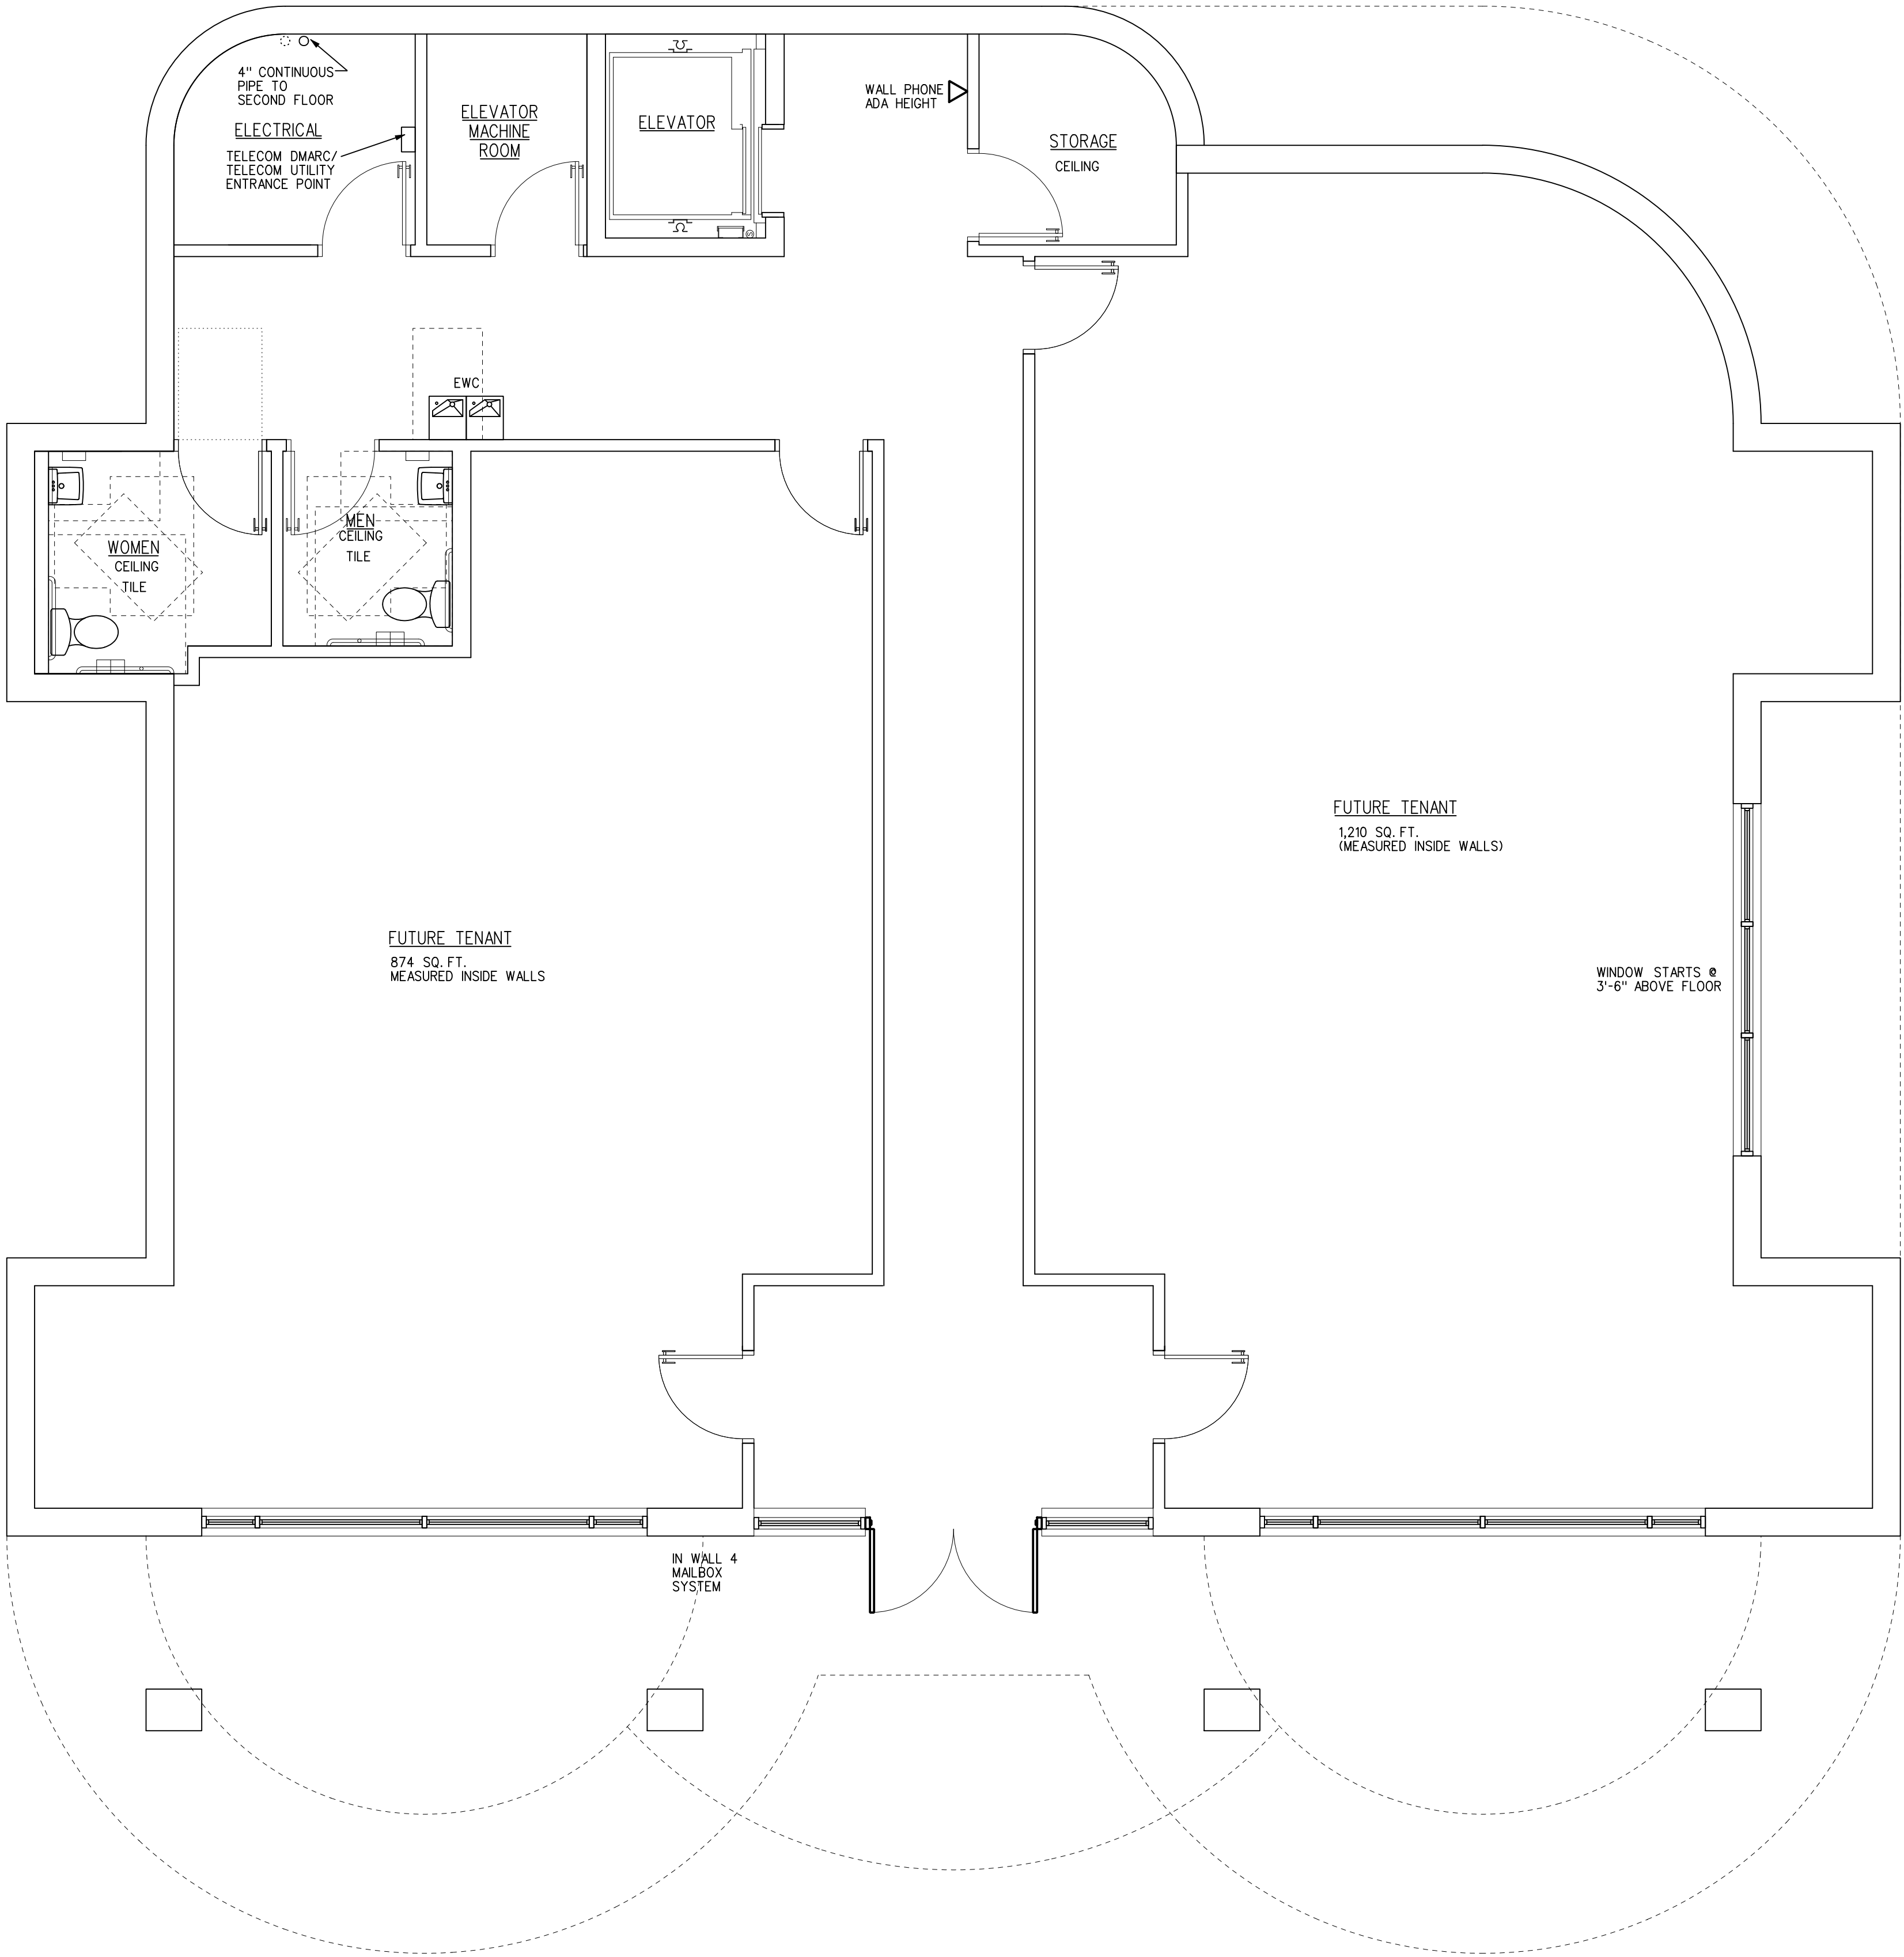 4" CONTINUOUS
PIPE TO
SECOND FLOOR
ELECTRICAL
TELECOM DMARC/
TELECOM UTILITY
ENTRANCE POINT
ELEVATOR
MACHINE
ROOM
ELEVATOR
WALL PHONE
ADA HEIGHT
STORAGE
CEILING
EWC
WOMEN
CEILING
TILE
MEN
CEILING
TILE
FUTURE TENANT
1,210 SQ. FT.
(MEASURED INSIDE WALLS)
FUTURE TENANT
874 SQ. FT.
MEASURED INSIDE WALLS
WINDOW STARTS @
3'-6" ABOVE FLOOR
IN WALL 4
MAILBOX
SYSTEM